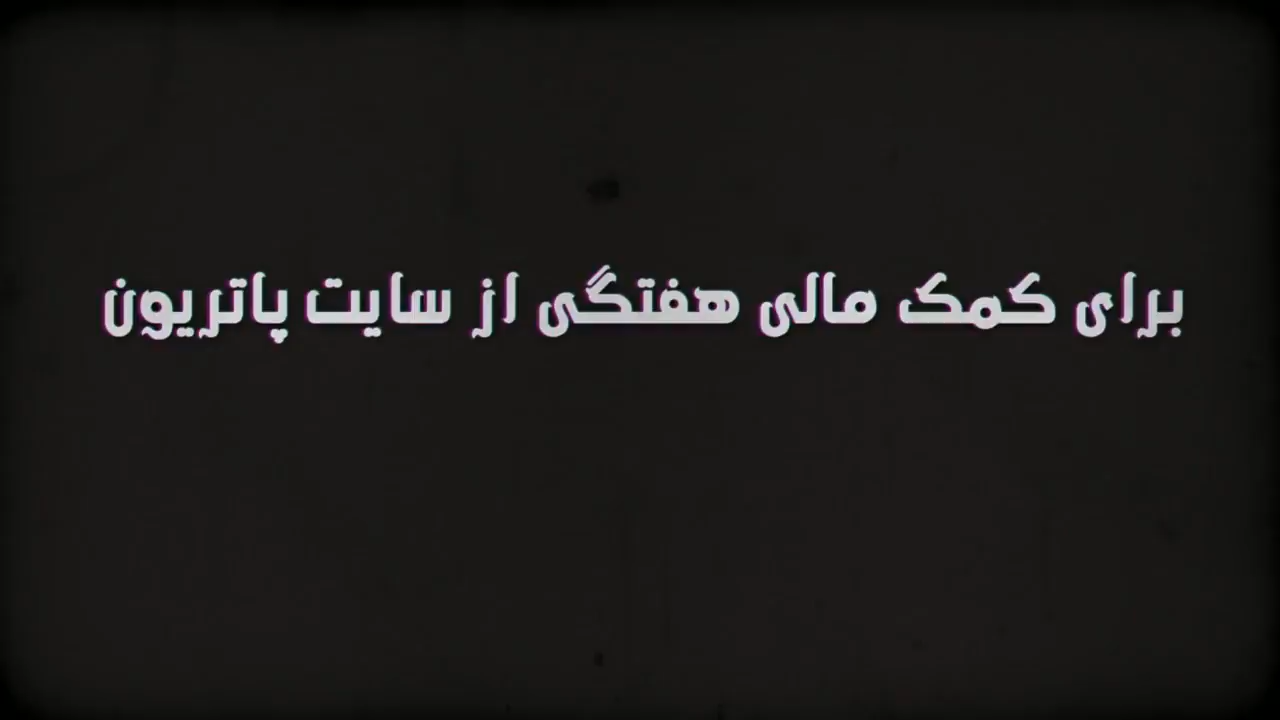 برای کمک مالی هفتگی از سایت پاتریون